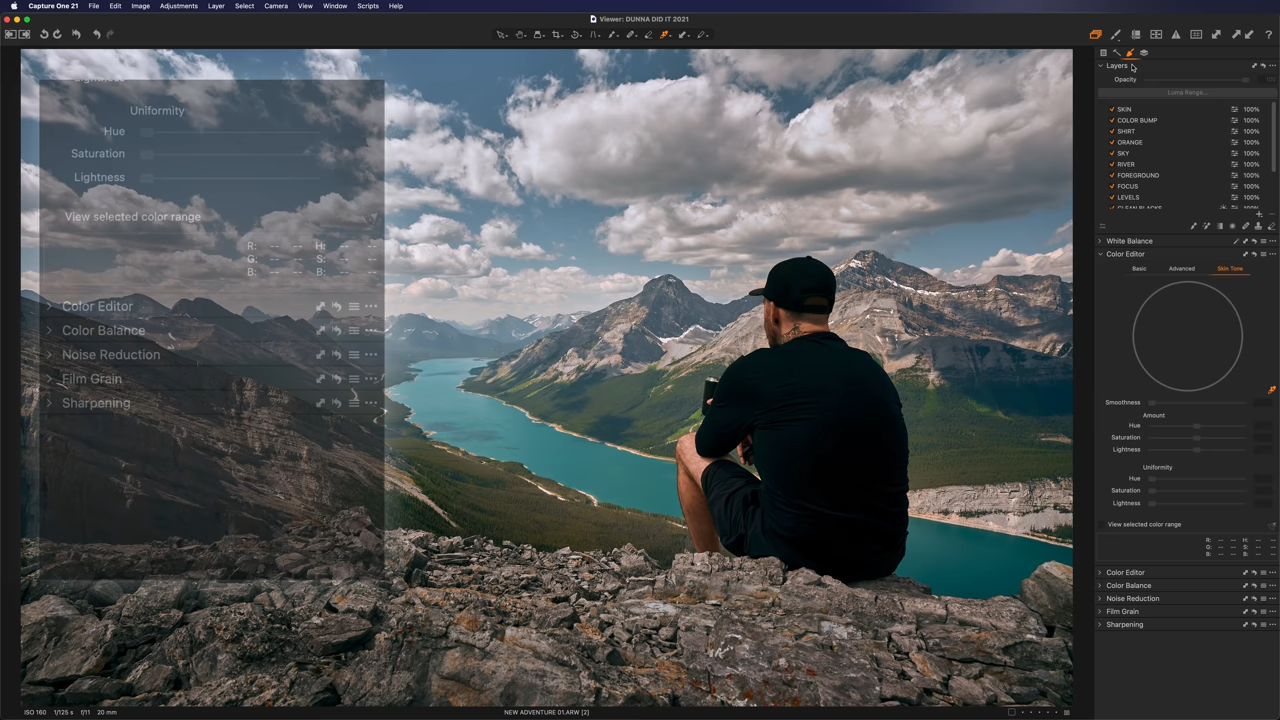 Capture One 21 File Edit Image Adjustments Layer Select Camera View Window Scripts Help
Viewer: DUNNA DID IT 2021
Layers
Opacity
Luma Range...
SKIN 100%
COLOR BUMP 100%
SHIRT 100%
ORANGE 100%
SKY 100%
RIVER 100%
FOREGROUND 100%
FOCUS 100%
LEVELS 100%
CLEAN BLACKS 100%
White Balance
Color Editor
Basic Advanced Skin Tone
Smoothness
Amount
Hue
Saturation
Lightness
Uniformity
Hue
Saturation
Lightness
View selected color range
R: -- -- H: -- --
G: -- -- S: -- --
B: -- -- B: -- --
Color Editor
Color Balance
Noise Reduction
Film Grain
Sharpening
Uniformity
Hue
Saturation
Lightness
View selected color range
R: -- -- H: -- --
G: -- -- S: -- --
B: -- -- B: -- --
Color Editor
Color Balance
Noise Reduction
Film Grain
Sharpening
ISO 160 1/125 s f/11 20 mm
NEW ADVENTURE 01.ARW [2]